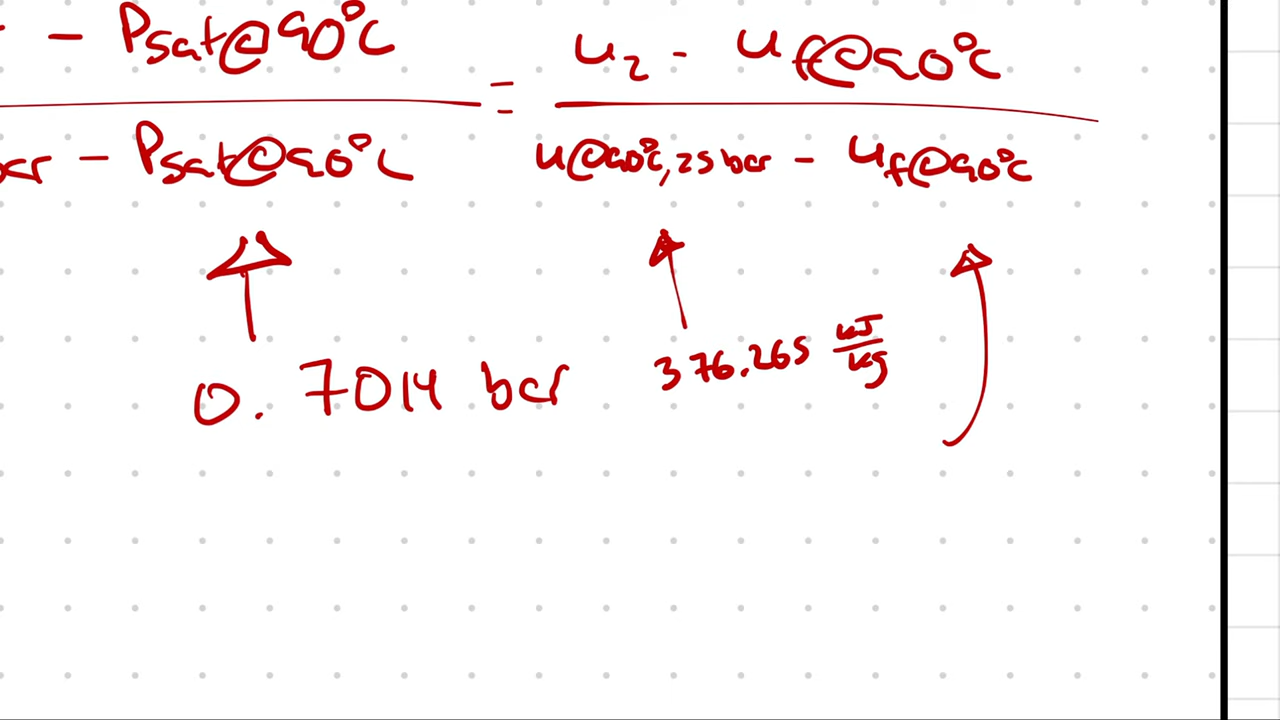 - Psat@90°C = u2 - uf@90°C
- Psat@90°C u@90°C, 25 bar - uf@90°C
0.7014 bar 376.265 kJ/kg